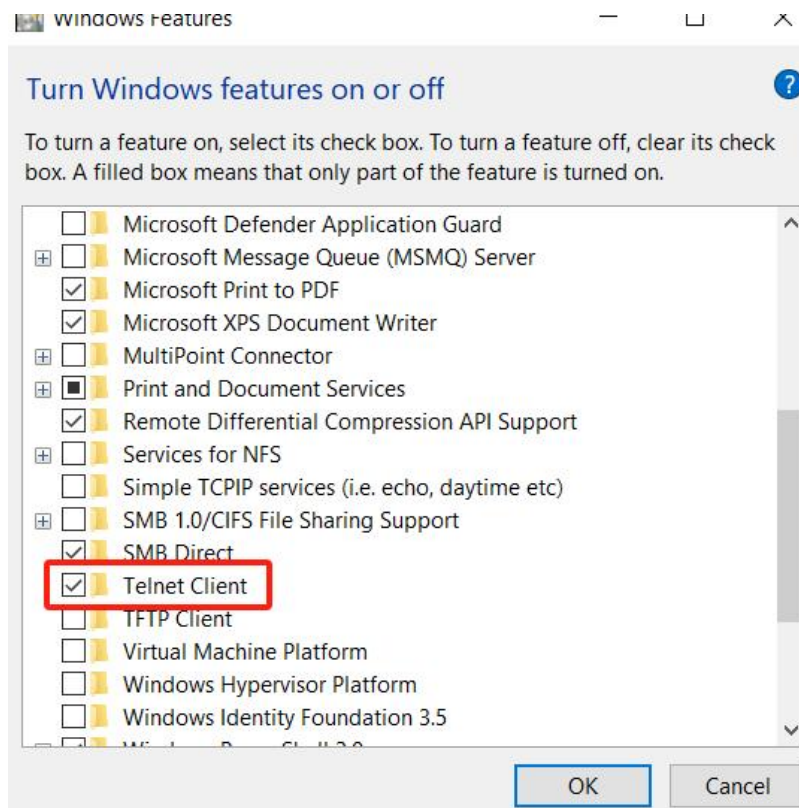 Windows Features
Turn Windows features on or off
?
To turn a feature on, select its check box. To turn a feature off, clear its check
box. A filled box means that only part of the feature is turned on.
Microsoft Defender Application Guard
Microsoft Message Queue (MSMQ) Server
Microsoft Print to PDF
Microsoft XPS Document Writer
MultiPoint Connector
Print and Document Services
Remote Differential Compression API Support
Services for NFS
Simple TCPIP services (i.e. echo, daytime etc)
SMB 1.0/CIFS File Sharing Support
SMB Direct
Telnet Client
TFTP Client
Virtual Machine Platform
Windows Hypervisor Platform
Windows Identity Foundation 3.5
OK
Cancel